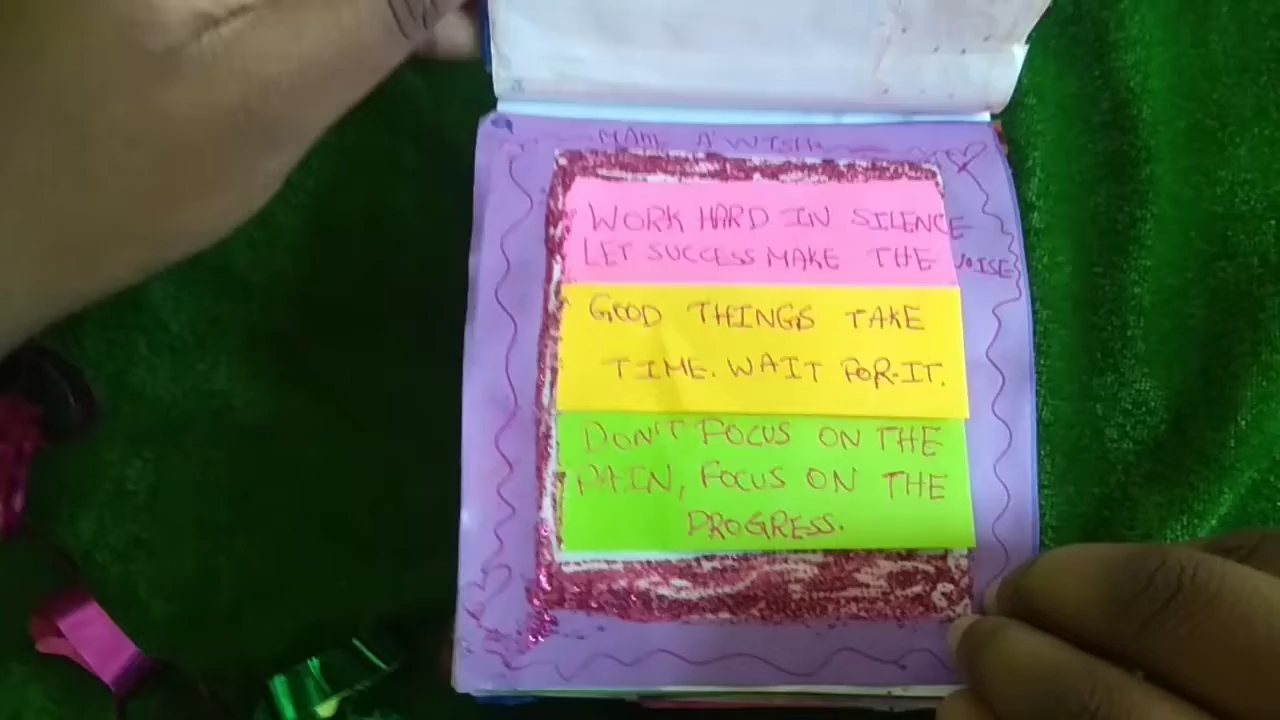 MAKE A WISH
WORK HARD IN SILENCE
LET SUCCESS MAKE THE NOISE
GOOD THINGS TAKE
TIME. WAIT FOR-IT.
DON'T FOCUS ON THE
PAIN, FOCUS ON THE
PROGRESS.